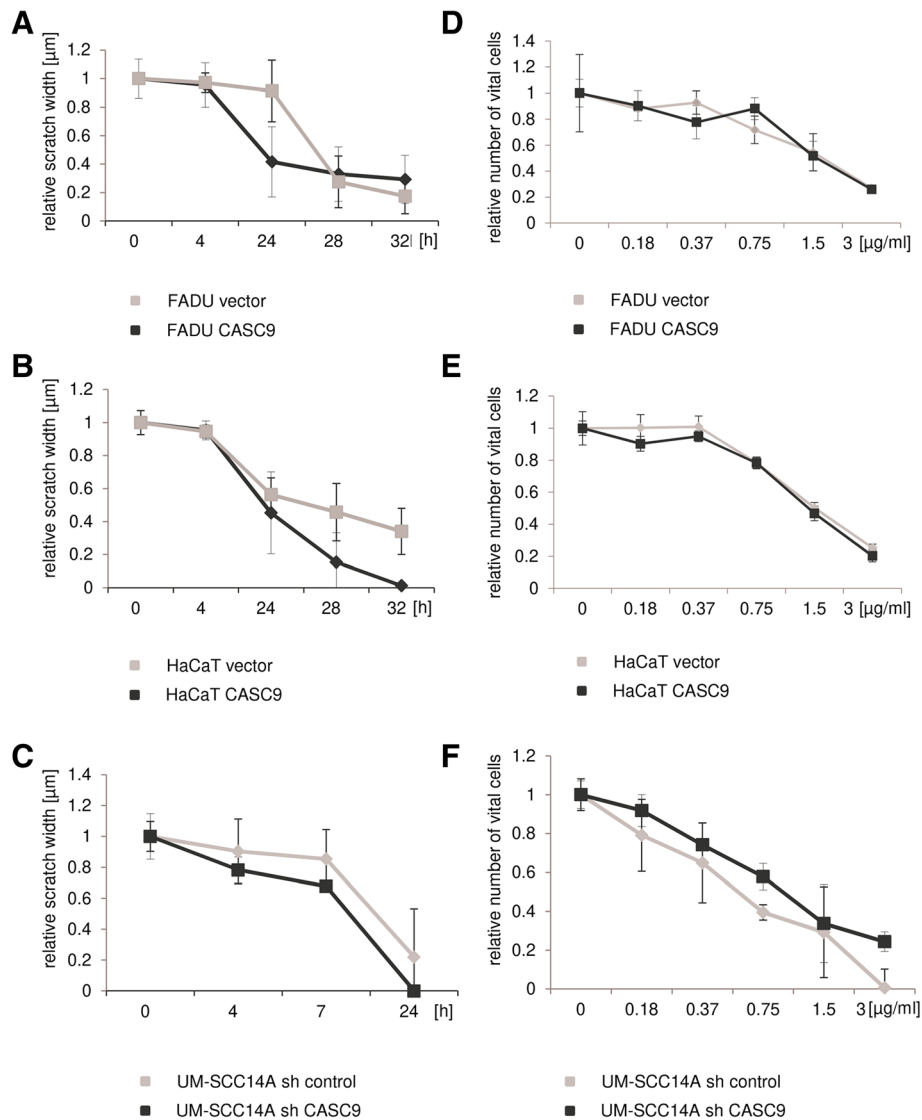 A
relative scratch width [µm]
1.2
1
0.8
0.6
0.4
0.2
0
0 4 24 28 32 [h]
FADU vector
FADU CASC9
D
relative number of vital cells
1.4
1.2
1
0.8
0.6
0.4
0.2
0
0 0.18 0.37 0.75 1.5 3 [µg/ml]
FADU vector
FADU CASC9
B
relative scratch width [µm]
1.2
1
0.8
0.6
0.4
0.2
0
0 4 24 28 32 [h]
HaCaT vector
HaCaT CASC9
E
relative number of vital cells
1.2
1
0.8
0.6
0.4
0.2
0
0 0.18 0.37 0.75 1.5 3 [µg/ml]
HaCaT vector
HaCaT CASC9
C
relative scratch width [µm]
1.4
1.2
1
0.8
0.6
0.4
0.2
0
0 4 7 24 [h]
UM-SCC14A sh control
UM-SCC14A sh CASC9
F
relative number of vital cells
1.2
1
0.8
0.6
0.4
0.2
0
0 0.18 0.37 0.75 1.5 3 [µg/ml]
UM-SCC14A sh control
UM-SCC14A sh CASC9